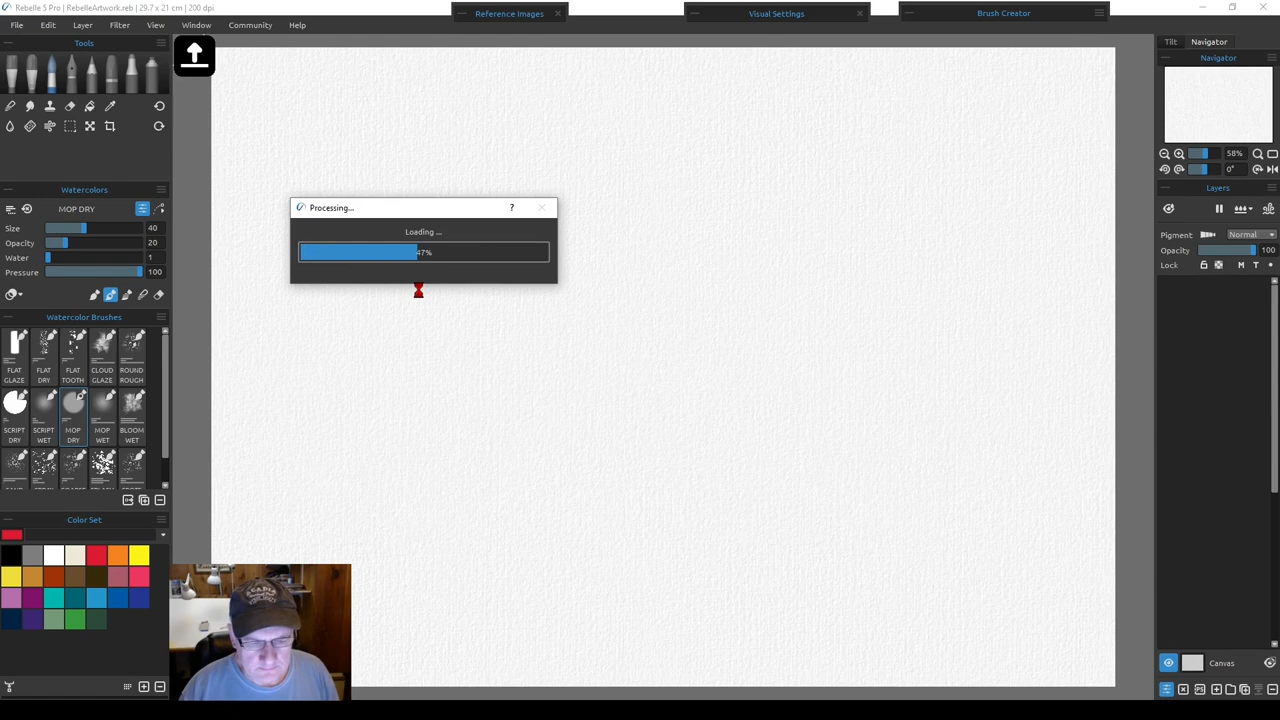 Rebelle 5 Pro | RebelleArtwork.reb | 29.7 x 21 cm | 200 dpi
Reference Images
Visual Settings
Brush Creator
File Edit Layer Filter View Window Community Help
Tools
Tilt Navigator
Navigator
58%
0°
Layers
Pigment Normal
Opacity 100
Lock M T
Watercolors
MOP DRY
Size 40
Opacity 20
Water 1
Pressure 100
Processing...
?
Loading ...
47%
Watercolor Brushes
FLAT GLAZE
FLAT DRY
FLAT TOOTH
CLOUD GLAZE
ROUND ROUGH
SCRIPT DRY
SCRIPT WET
MOP DRY
MOP WET
BLOOM WET
Color Set
ACADIA
Canvas
PS